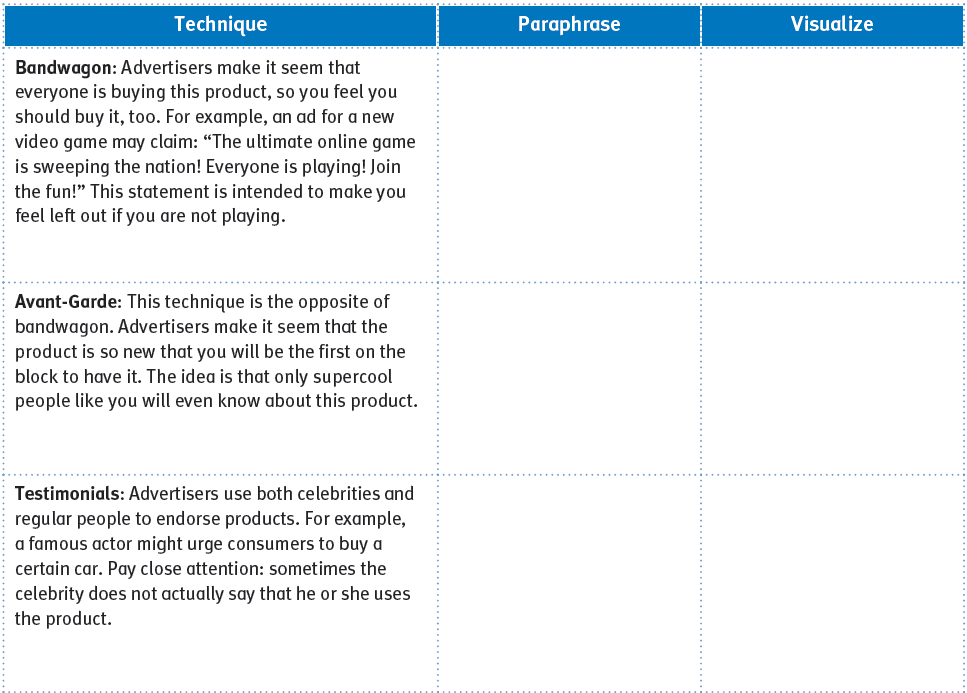 Technique Paraphrase Visualize
Bandwagon: Advertisers make it seem that
everyone is buying this product, so you feel you
should buy it, too. For example, an ad for a new
video game may claim: “The ultimate online game
is sweeping the nation! Everyone is playing! Join
the fun!” This statement is intended to make you
feel left out if you are not playing.
Avant-Garde: This technique is the opposite of
bandwagon. Advertisers make it seem that the
product is so new that you will be the first on the
block to have it. The idea is that only supercool
people like you will even know about this product.
Testimonials: Advertisers use both celebrities and
regular people to endorse products. For example,
a famous actor might urge consumers to buy a
certain car. Pay close attention: sometimes the
celebrity does not actually say that he or she uses
the product.